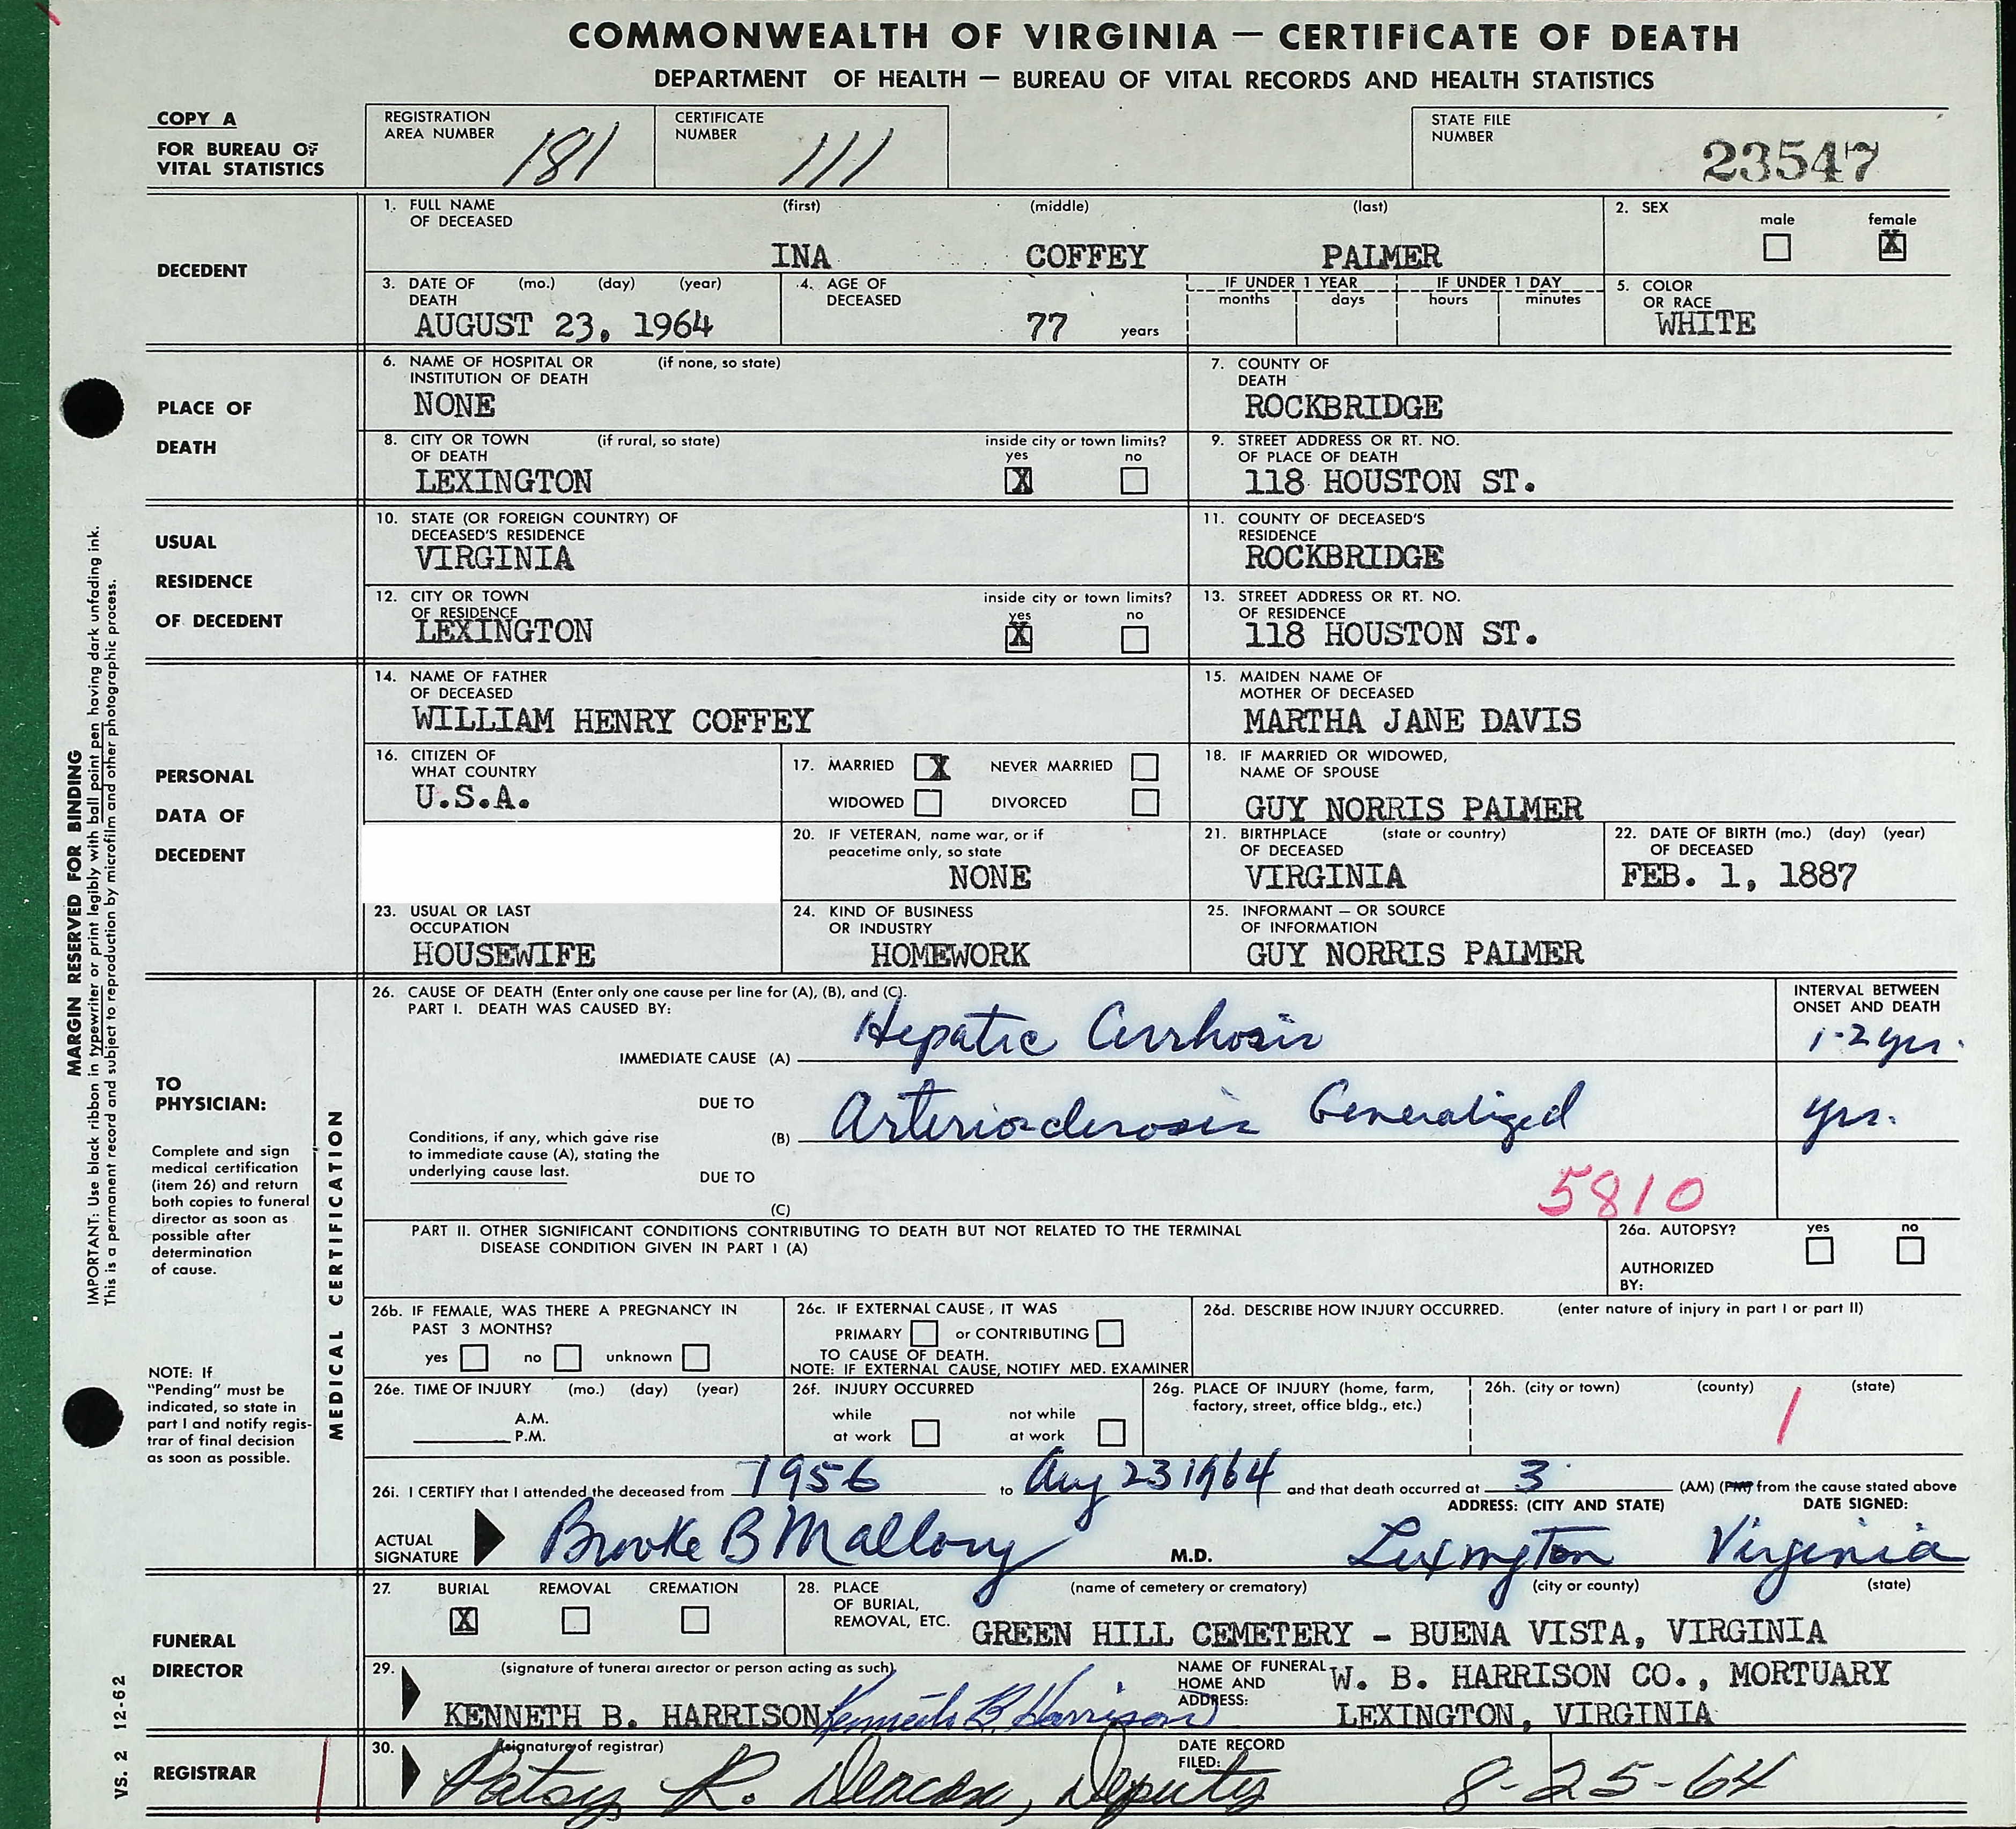 COMMONWEALTH OF VIRGINIA — CERTIFICATE OF DEATH
DEPARTMENT OF HEALTH — BUREAU OF VITAL RECORDS AND HEALTH STATISTICS
COPY A
FOR BUREAU OF
VITAL STATISTICS
REGISTRATION
AREA NUMBER 181
CERTIFICATE
NUMBER 111
STATE FILE
NUMBER 23547
DECEDENT
1. FULL NAME (first) (middle) (last)
OF DECEASED
INA COFFEY PALMER
2. SEX
male female
X
3. DATE OF (mo.) (day) (year)
DEATH
AUGUST 23, 1964
4. AGE OF
DECEASED
77 years
IF UNDER 1 YEAR IF UNDER 1 DAY
months days hours minutes
5. COLOR
OR RACE
WHITE
PLACE OF
DEATH
6. NAME OF HOSPITAL OR (if none, so state)
INSTITUTION OF DEATH
NONE
7. COUNTY OF
DEATH
ROCKBRIDGE
8. CITY OR TOWN (if rural, so state) inside city or town limits?
OF DEATH yes no
LEXINGTON X
9. STREET ADDRESS OR RT. NO.
OF PLACE OF DEATH
118 HOUSTON ST.
USUAL
RESIDENCE
OF DECEDENT
10. STATE (OR FOREIGN COUNTRY) OF
DECEASED'S RESIDENCE
VIRGINIA
11. COUNTY OF DECEASED'S
RESIDENCE
ROCKBRIDGE
12. CITY OR TOWN inside city or town limits?
OF RESIDENCE yes no
LEXINGTON X
13. STREET ADDRESS OR RT. NO.
OF RESIDENCE
118 HOUSTON ST.
PERSONAL
DATA OF
DECEDENT
14. NAME OF FATHER
OF DECEASED
WILLIAM HENRY COFFEY
15. MAIDEN NAME OF
MOTHER OF DECEASED
MARTHA JANE DAVIS
16. CITIZEN OF
WHAT COUNTRY
U.S.A.
17. MARRIED X NEVER MARRIED
WIDOWED DIVORCED
18. IF MARRIED OR WIDOWED,
NAME OF SPOUSE
GUY NORRIS PALMER
20. IF VETERAN, name war, or if
peacetime only, so state
NONE
21. BIRTHPLACE (state or country)
OF DECEASED
VIRGINIA
22. DATE OF BIRTH (mo.) (day) (year)
OF DECEASED
FEB. 1, 1887
23. USUAL OR LAST
OCCUPATION
HOUSEWIFE
24. KIND OF BUSINESS
OR INDUSTRY
HOMEWORK
25. INFORMANT — OR SOURCE
OF INFORMATION
GUY NORRIS PALMER
MARGIN RESERVED FOR BINDING
IMPORTANT: Use black ribbon in typewriter or print legibly with ball point pen having dark unfading ink.
This is a permanent record and subject to reproduction by microfilm and other photographic process.
TO
PHYSICIAN:
Complete and sign
medical certification
(item 26) and return
both copies to funeral
director as soon as
possible after
determination
of cause.
NOTE: If
"Pending" must be
indicated, so state in
part I and notify regis-
trar of final decision
as soon as possible.
MEDICAL CERTIFICATION
26. CAUSE OF DEATH (Enter only one cause per line for (A), (B), and (C).
PART I. DEATH WAS CAUSED BY:
INTERVAL BETWEEN
ONSET AND DEATH
IMMEDIATE CAUSE (A) Hepatic Cirrhosis 1-2 yrs.
DUE TO
(B) Arteriosclerosis Generalized yrs.
Conditions, if any, which gave rise
to immediate cause (A), stating the
underlying cause last.
DUE TO
(C)
5810
PART II. OTHER SIGNIFICANT CONDITIONS CONTRIBUTING TO DEATH BUT NOT RELATED TO THE TERMINAL
DISEASE CONDITION GIVEN IN PART I (A)
26a. AUTOPSY? yes no
AUTHORIZED
BY:
26b. IF FEMALE, WAS THERE A PREGNANCY IN
PAST 3 MONTHS?
yes no unknown
26c. IF EXTERNAL CAUSE, IT WAS
PRIMARY or CONTRIBUTING
TO CAUSE OF DEATH.
NOTE: IF EXTERNAL CAUSE, NOTIFY MED. EXAMINER
26d. DESCRIBE HOW INJURY OCCURRED. (enter nature of injury in part I or part II)
26e. TIME OF INJURY (mo.) (day) (year)
A.M.
P.M.
26f. INJURY OCCURRED
while not while
at work at work
26g. PLACE OF INJURY (home, farm,
factory, street, office bldg., etc.)
26h. (city or town) (county) (state)
1
26i. I CERTIFY that I attended the deceased from 1956 to Aug 23 1964 and that death occurred at 3 (AM) (PM) from the cause stated above
ADDRESS: (CITY AND STATE) DATE SIGNED:
ACTUAL
SIGNATURE Brooke B Mallory M.D. Lexington Virginia
FUNERAL
DIRECTOR
27. BURIAL REMOVAL CREMATION
X
28. PLACE (name of cemetery or crematory) (city or county) (state)
OF BURIAL,
REMOVAL, ETC. GREEN HILL CEMETERY - BUENA VISTA, VIRGINIA
29. (signature of funeral director or person acting as such)
KENNETH B. HARRISON Kenneth B. Harrison
NAME OF FUNERAL
HOME AND
ADDRESS:
W. B. HARRISON CO., MORTUARY
LEXINGTON, VIRGINIA
REGISTRAR
30. (signature of registrar)
Patsy R. Deacon, Deputy
DATE RECORD
FILED: 8-25-64
VS. 2 12-62